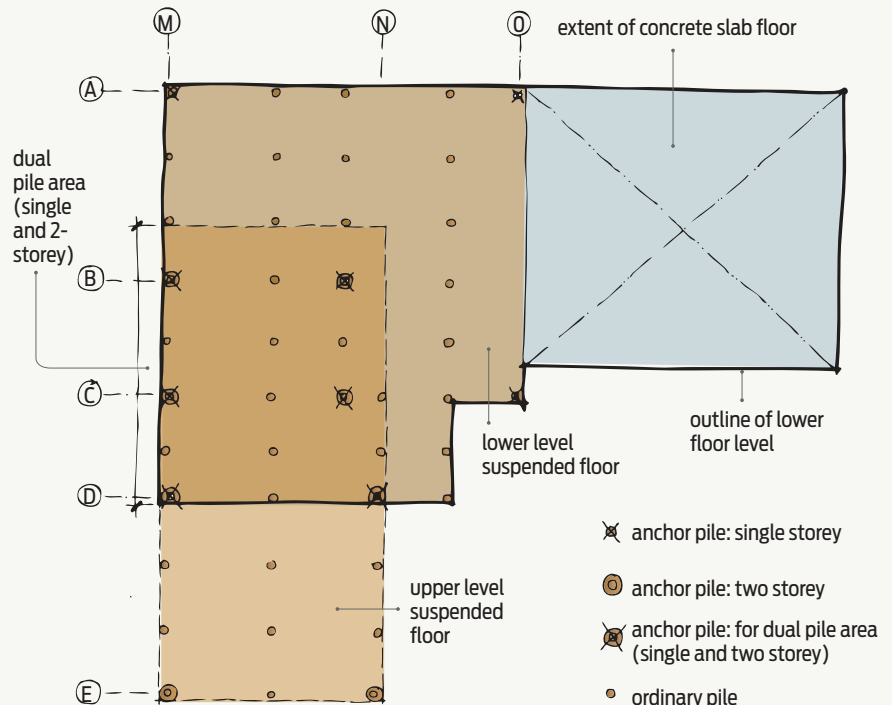 M
N
O
extent of concrete slab floor
A
dual
pile area
(single
and 2-
storey)
B
C
outline of lower
floor level
lower level
suspended floor
D
anchor pile: single storey
upper level
suspended
floor
anchor pile: two storey
anchor pile: for dual pile area
(single and two storey)
E
ordinary pile